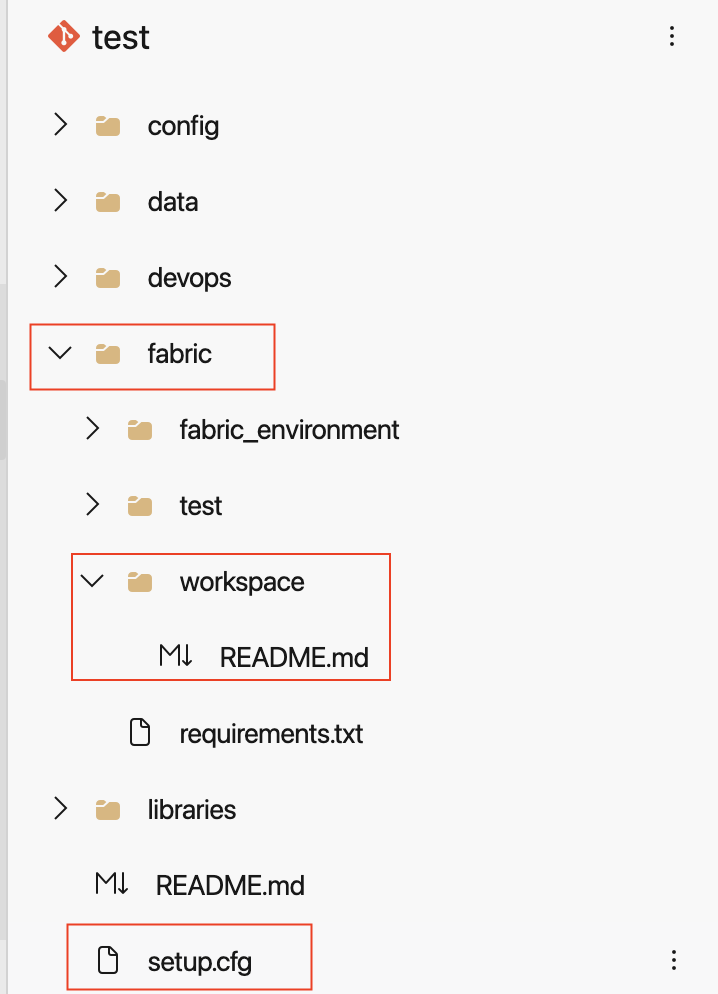 test
config
data
devops
fabric
fabric_environment
test
workspace
M↓ README.md
requirements.txt
libraries
M↓ README.md
setup.cfg